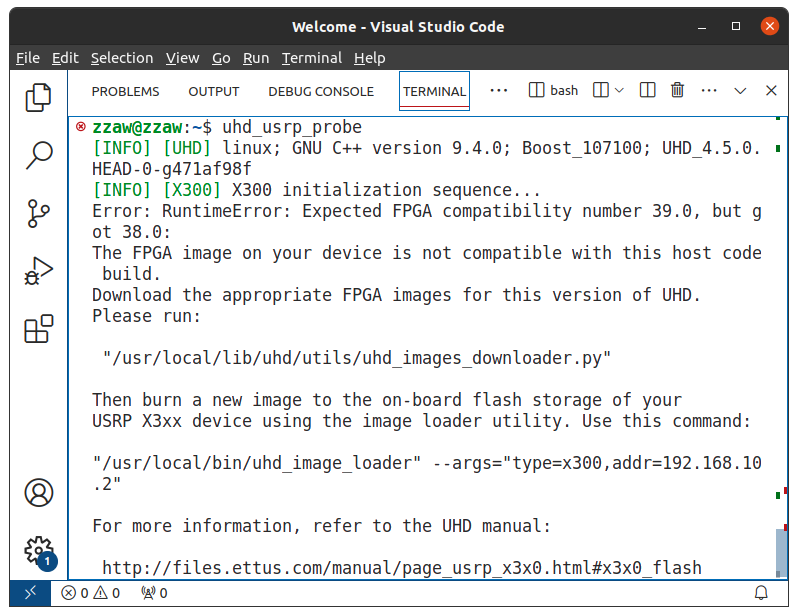 Welcome - Visual Studio Code
File Edit Selection View Go Run Terminal Help
PROBLEMS OUTPUT DEBUG CONSOLE TERMINAL ··· bash ···
zzaw@zzaw:~$ uhd_usrp_probe
[INFO] [UHD] linux; GNU C++ version 9.4.0; Boost_107100; UHD_4.5.0.
HEAD-0-g471af98f
[INFO] [X300] X300 initialization sequence...
Error: RuntimeError: Expected FPGA compatibility number 39.0, but g
ot 38.0:
The FPGA image on your device is not compatible with this host code
build.
Download the appropriate FPGA images for this version of UHD.
Please run:
"/usr/local/lib/uhd/utils/uhd_images_downloader.py"
Then burn a new image to the on-board flash storage of your
USRP X3xx device using the image loader utility. Use this command:
"/usr/local/bin/uhd_image_loader" --args="type=x300,addr=192.168.10
.2"
For more information, refer to the UHD manual:
http://files.ettus.com/manual/page_usrp_x3x0.html#x3x0_flash
1
0 0 0